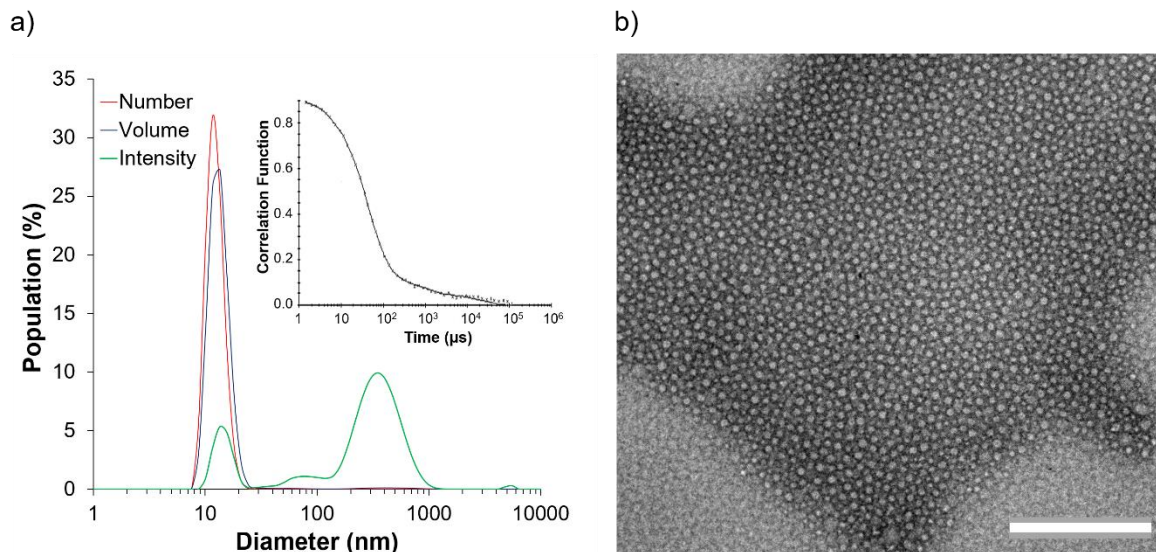 a)
b)
35
30
25
20
15
10
5
0
Population (%)
Number
Volume
Intensity
0.8
0.6
0.4
0.2
0.0
Correlation Function
1 10 10² 10³ 10⁴ 10⁵ 10⁶
Time (µs)
1 10 100 1000 10000
Diameter (nm)